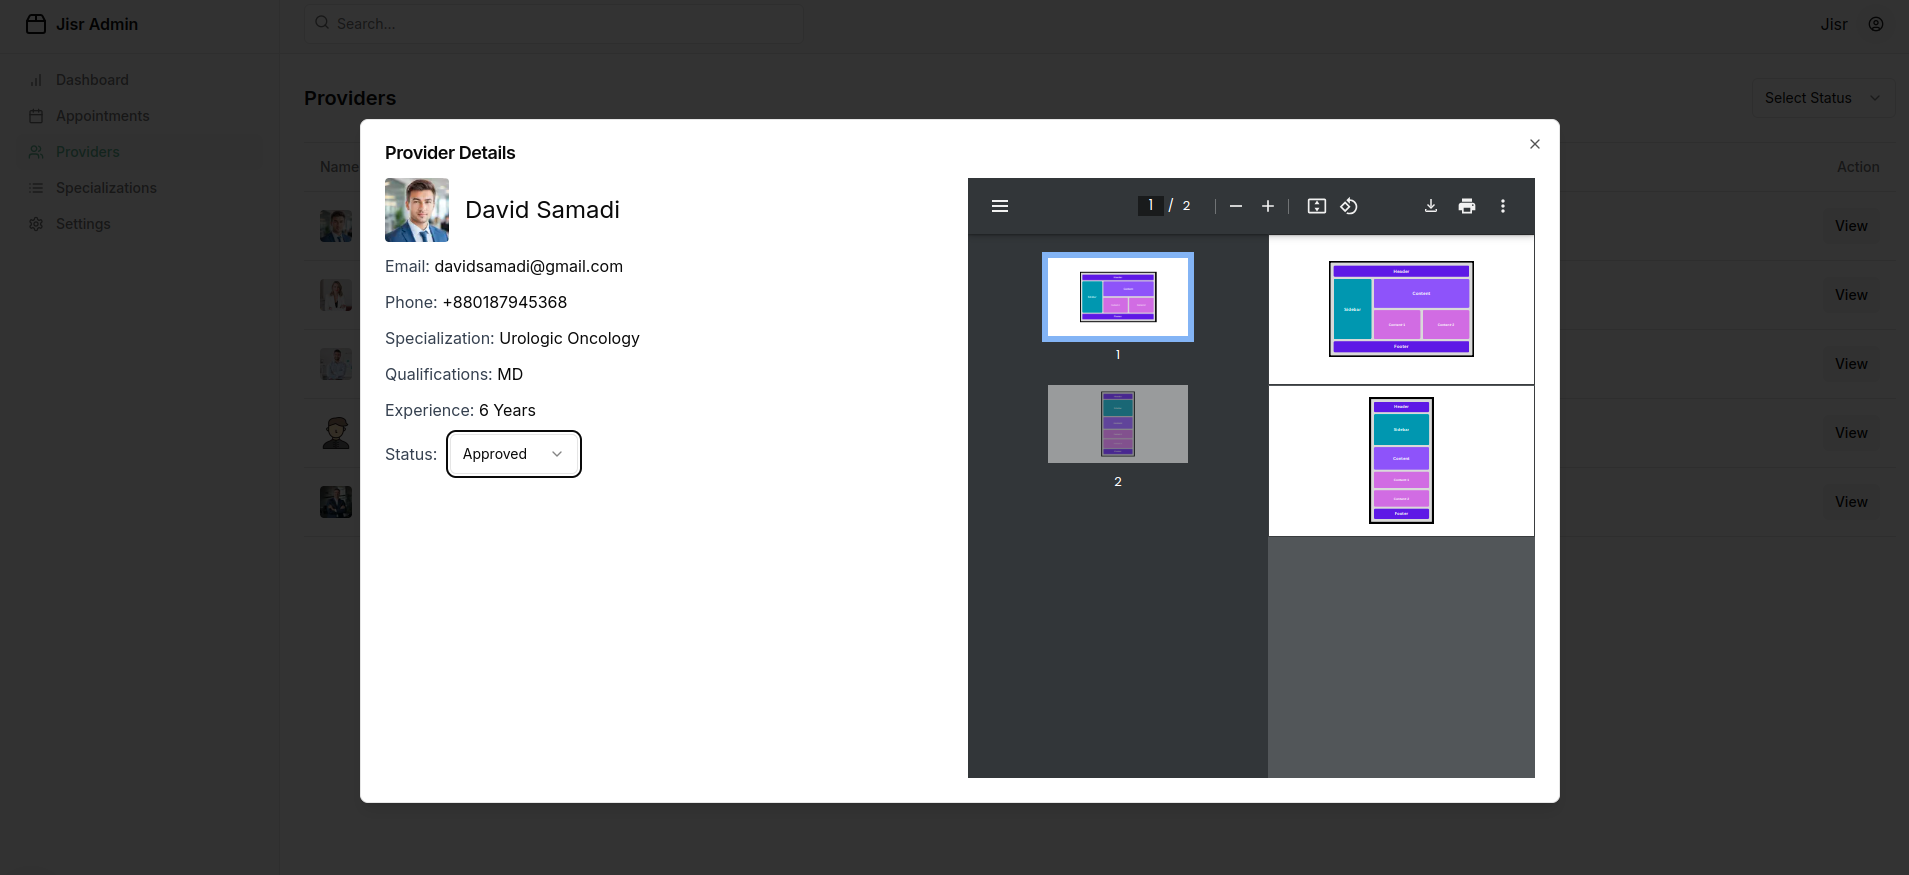 Jisr Admin
Search...
Jisr
Dashboard
Appointments
Providers
Specializations
Settings
Providers
Select Status
Name
Action
View
View
View
View
View
Provider Details
David Samadi
Email: davidsamadi@gmail.com
Phone: +880187945368
Specialization: Urologic Oncology
Qualifications: MD
Experience: 6 Years
Status: Approved
1 / 2
1
2
Header
Sidebar
Content
Content 1
Content 2
Footer
Header
Sidebar
Content
Content 1
Content 2
Footer